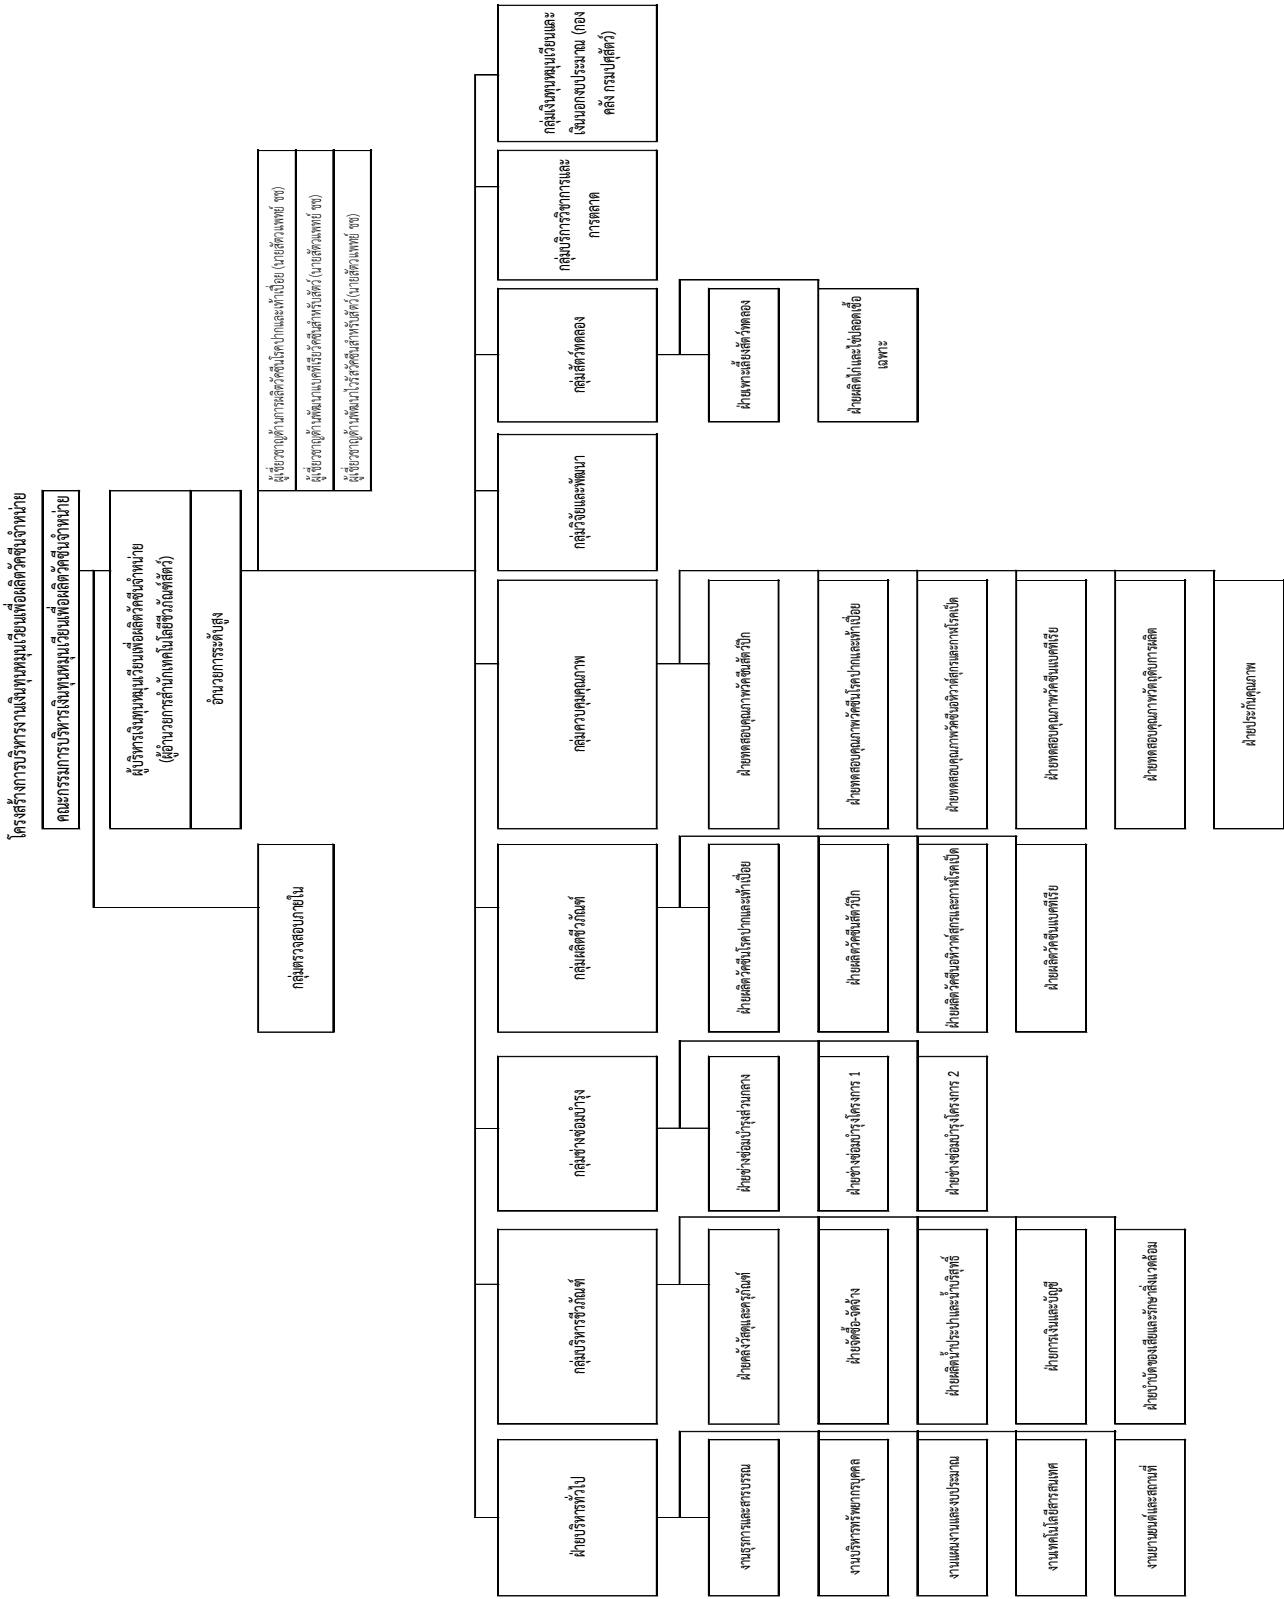 โครงสร้างการบริหารงานเงินทุนหมุนเวียนเพื่อผลิตวัคซีนจำหน่าย
คณะกรรมการบริหารเงินทุนหมุนเวียนเพื่อผลิตวัคซีนจำหน่าย
ผู้บริหารเงินทุนหมุนเวียนเพื่อผลิตวัคซีนจำหน่าย
(ผู้อำนวยการสำนักเทคโนโลยีชีวภัณฑ์สัตว์)
อำนวยการระดับสูง
กลุ่มตรวจสอบภายใน
ผู้เชี่ยวชาญด้านการผลิตวัคซีนโรคปากและเท้าเปื่อย (นายสัตวแพทย์ ชช)
ผู้เชี่ยวชาญด้านพัฒนาแบคทีเรียวัคซีนสำหรับสัตว์ (นายสัตวแพทย์ ชช)
ผู้เชี่ยวชาญด้านพัฒนาไวรัสวัคซีนสำหรับสัตว์ (นายสัตวแพทย์ ชช)
ฝ่ายบริหารทั่วไป
งานธุรการและสารบรรณ
งานบริหารทรัพยากรบุคคล
งานแผนงานและงบประมาณ
งานเทคโนโลยีสารสนเทศ
งานยานยนต์และสถานที่
กลุ่มบริหารชีวภัณฑ์
ฝ่ายคลังวัสดุและครุภัณฑ์
ฝ่ายจัดซื้อ-จัดจ้าง
ฝ่ายผลิตน้ำประปาและน้ำบริสุทธิ์
ฝ่ายการเงินและบัญชี
ฝ่ายบำบัดของเสียและรักษาสิ่งแวดล้อม
กลุ่มช่างซ่อมบำรุง
ฝ่ายช่างซ่อมบำรุงส่วนกลาง
ฝ่ายช่างซ่อมบำรุงโครงการ 1
ฝ่ายช่างซ่อมบำรุงโครงการ 2
กลุ่มผลิตชีวภัณฑ์
ฝ่ายผลิตวัคซีนโรคปากและเท้าเปื่อย
ฝ่ายผลิตวัคซีนสัตว์ปีก
ฝ่ายผลิตวัคซีนอหิวาต์สุกรและกาฬโรคเป็ด
ฝ่ายผลิตวัคซีนแบคทีเรีย
กลุ่มควบคุมคุณภาพ
ฝ่ายทดสอบคุณภาพวัคซีนสัตว์ปีก
ฝ่ายทดสอบคุณภาพวัคซีนโรคปากและเท้าเปื่อย
ฝ่ายทดสอบคุณภาพวัคซีนอหิวาต์สุกรและกาฬโรคเป็ด
ฝ่ายทดสอบคุณภาพวัคซีนแบคทีเรีย
ฝ่ายทดสอบคุณภาพวัตถุดิบการผลิต
ฝ่ายประกันคุณภาพ
กลุ่มวิจัยและพัฒนา
กลุ่มสัตว์ทดลอง
ฝ่ายเพาะเลี้ยงสัตว์ทดลอง
ฝ่ายผลิตไก่และไข่ปลอดเชื้อ
เฉพาะ
กลุ่มบริการวิชาการและ
การตลาด
กลุ่มเงินทุนหมุนเวียนและ
เงินนอกงบประมาณ (กอง
คลัง กรมปศุสัตว์)